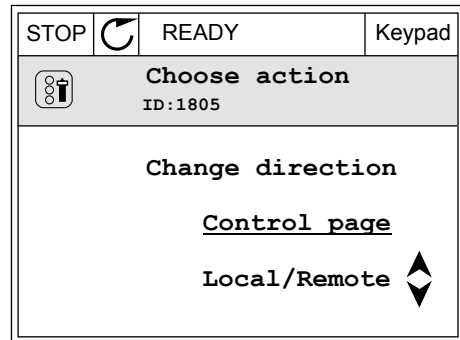 STOP READY Keypad
Choose action
ID:1805
Change direction
Control page
Local/Remote